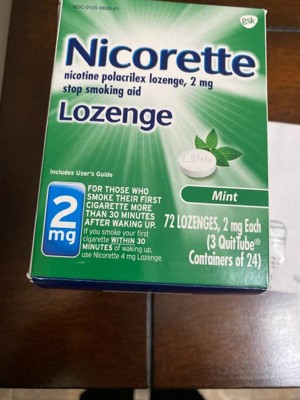 gsk
Nicorette
nicotine polacrilex lozenge, 2 mg
stop smoking aid
Lozenge
L344
Includes User's Guide
Mint
2
mg
FOR THOSE WHO
SMOKE THEIR FIRST
CIGARETTE MORE
THAN 30 MINUTES
AFTER WAKING UP.
If you smoke your first
cigarette WITHIN 30
MINUTES of waking up,
use Nicorette 4 mg Lozenge.
72 LOZENGES, 2 mg Each
(3 QuitTube®
Containers of 24)